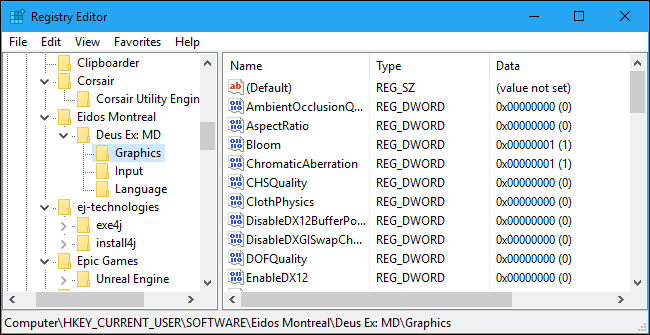 Registry Editor
File Edit View Favorites Help
Clipboarder
Corsair
Corsair Utility Engin
Eidos Montreal
Deus Ex: MD
Graphics
Input
Language
ej-technologies
exe4j
install4j
Epic Games
Unreal Engine
Name Type Data
ab (Default) REG_SZ (value not set)
AmbientOcclusionQ... REG_DWORD 0x00000000 (0)
AspectRatio REG_DWORD 0x00000000 (0)
Bloom REG_DWORD 0x00000001 (1)
ChromaticAberration REG_DWORD 0x00000001 (1)
CHSQuality REG_DWORD 0x00000000 (0)
ClothPhysics REG_DWORD 0x00000000 (0)
DisableDX12BufferPo... REG_DWORD 0x00000000 (0)
DisableDXGISwapCh... REG_DWORD 0x00000000 (0)
DOFQuality REG_DWORD 0x00000000 (0)
EnableDX12 REG_DWORD 0x00000000 (0)
Computer\HKEY_CURRENT_USER\SOFTWARE\Eidos Montreal\Deus Ex: MD\Graphics